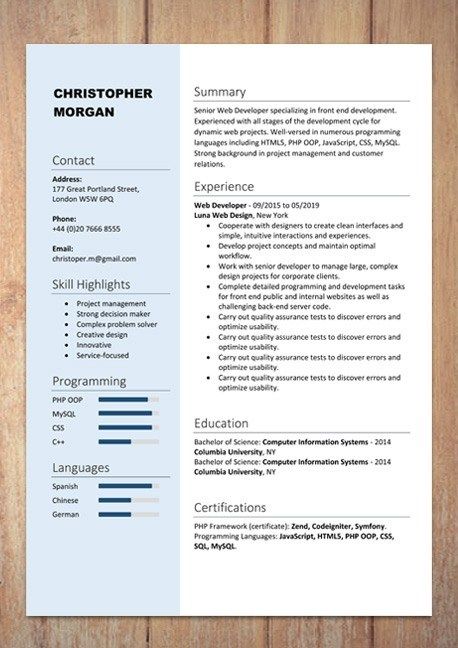 CHRISTOPHER
MORGAN
Contact
Address:
177 Great Portland Street,
London W5W 6PQ
Phone:
+44 (0)20 7666 8555
Email:
christoper.m@gmail.com
Skill Highlights
• Project management
• Strong decision maker
• Complex problem solver
• Creative design
• Innovative
• Service-focused
Programming
PHP OOP
MySQL
CSS
C++
Languages
Spanish
Chinese
German
Summary
Senior Web Developer specializing in front end development.
Experienced with all stages of the development cycle for
dynamic web projects. Well-versed in numerous programming
languages including HTML5, PHP OOP, JavaScript, CSS, MySQL.
Strong background in project management and customer
relations.
Experience
Web Developer - 09/2015 to 05/2019
Luna Web Design, New York
• Cooperate with designers to create clean interfaces and
simple, intuitive interactions and experiences.
• Develop project concepts and maintain optimal
workflow.
• Work with senior developer to manage large, complex
design projects for corporate clients.
• Complete detailed programming and development tasks
for front end public and internal websites as well as
challenging back-end server code.
• Carry out quality assurance tests to discover errors and
optimize usability.
• Carry out quality assurance tests to discover errors and
optimize usability.
• Carry out quality assurance tests to discover errors and
optimize usability.
• Carry out quality assurance tests to discover errors and
optimize usability.
Education
Bachelor of Science: Computer Information Systems - 2014
Columbia University, NY
Bachelor of Science: Computer Information Systems - 2014
Columbia University, NY
Certifications
PHP Framework (certificate): Zend, Codeigniter, Symfony.
Programming Languages: JavaScript, HTML5, PHP OOP, CSS,
SQL, MySQL.